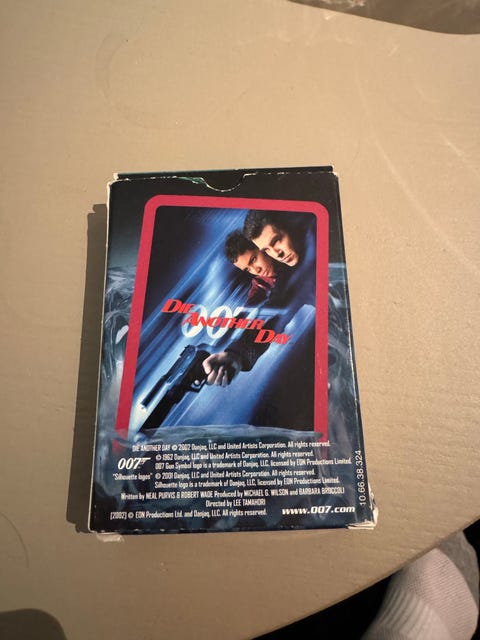 007
DIE
ANOTHER
DAY
DIE ANOTHER DAY © 2002 Danjaq, LLC and United Artists Corporation. All rights reserved.
007 © 1962 Danjaq, LLC and United Artists Corporation. All rights reserved.
007 Gun Symbol logo is a trademark of Danjaq, LLC, licensed by EON Productions Limited.
"Silhouette logos" © 2001 Danjaq, LLC and United Artists Corporation. All rights reserved.
Silhouette logo is a trademark of Danjaq, LLC, licensed by EON Productions Limited.
Written by NEAL PURVIS & ROBERT WADE Produced by MICHAEL G. WILSON and BARBARA BROCCOLI
Directed by LEE TAMAHORI
[2002] © EON Productions Ltd. and Danjaq, LLC. All rights reserved.
www.007.com
10.66.38.324